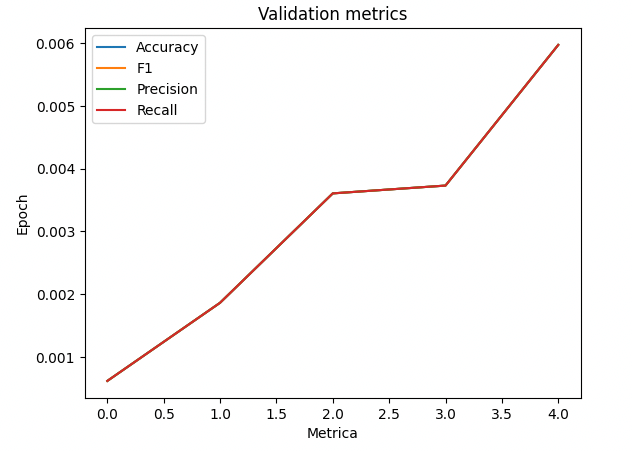 Validation metrics
Accuracy
F1
Precision
Recall
0.006
0.005
0.004
0.003
0.002
0.001
Epoch
0.0 0.5 1.0 1.5 2.0 2.5 3.0 3.5 4.0
Metrica